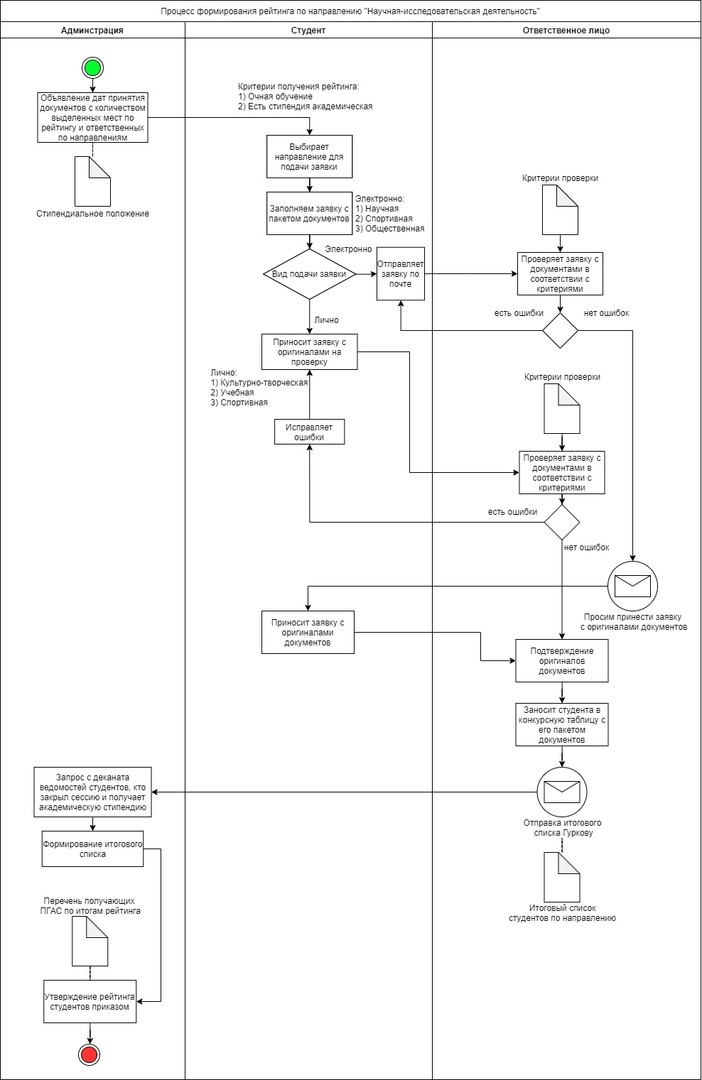 Процесс формирования рейтинга по направлению "Научная-исследовательская деятельность"
Админстрация
Студент
Ответственое лицо
Объявление дат принятия
документов с количеством
выделенных мест по
рейтингу и ответственных
по направлениям
Стипендиальное положение
Критерии получения рейтинга:
1) Очная обучение
2) Есть стипендия академическая
Выбирает
направление для
подачи заявки
Заполняем заявку с
пакетом документов
Электронно:
1) Научная
2) Спортивная
3) Общественная
Вид подачи заявки
Электронно
Отправляет
заявку по
почте
Критерии проверки
Проверяет заявку с
документами в
соответствии с
критериями
есть ошибки
нет ошибок
Лично
Приносит заявку с
оригиналами на
проверку
Лично:
1) Культурно-творческая
2) Учебная
3) Спортивная
Исправляет
ошибки
Критерии проверки
Проверяет заявку с
документами в
соответствии с
критериями
есть ошибки
нет ошибок
Просим принести заявку
с оригиналами документов
Приносит заявку с
оригиналами
документов
Подтверждение
оригиналов
документов
Заносит студента в
конкурсную таблицу с
его пакетом
документов
Отправка итогового
списка Гуркову
Итоговый список
студентов по направлению
Запрос с деканата
ведомостей студентов, кто
закрыл сессию и получает
академическую стипендию
Формирование итогового
списка
Перечень получающих
ПГАС по итогам рейтинга
Утверждение рейтинга
студентов приказом